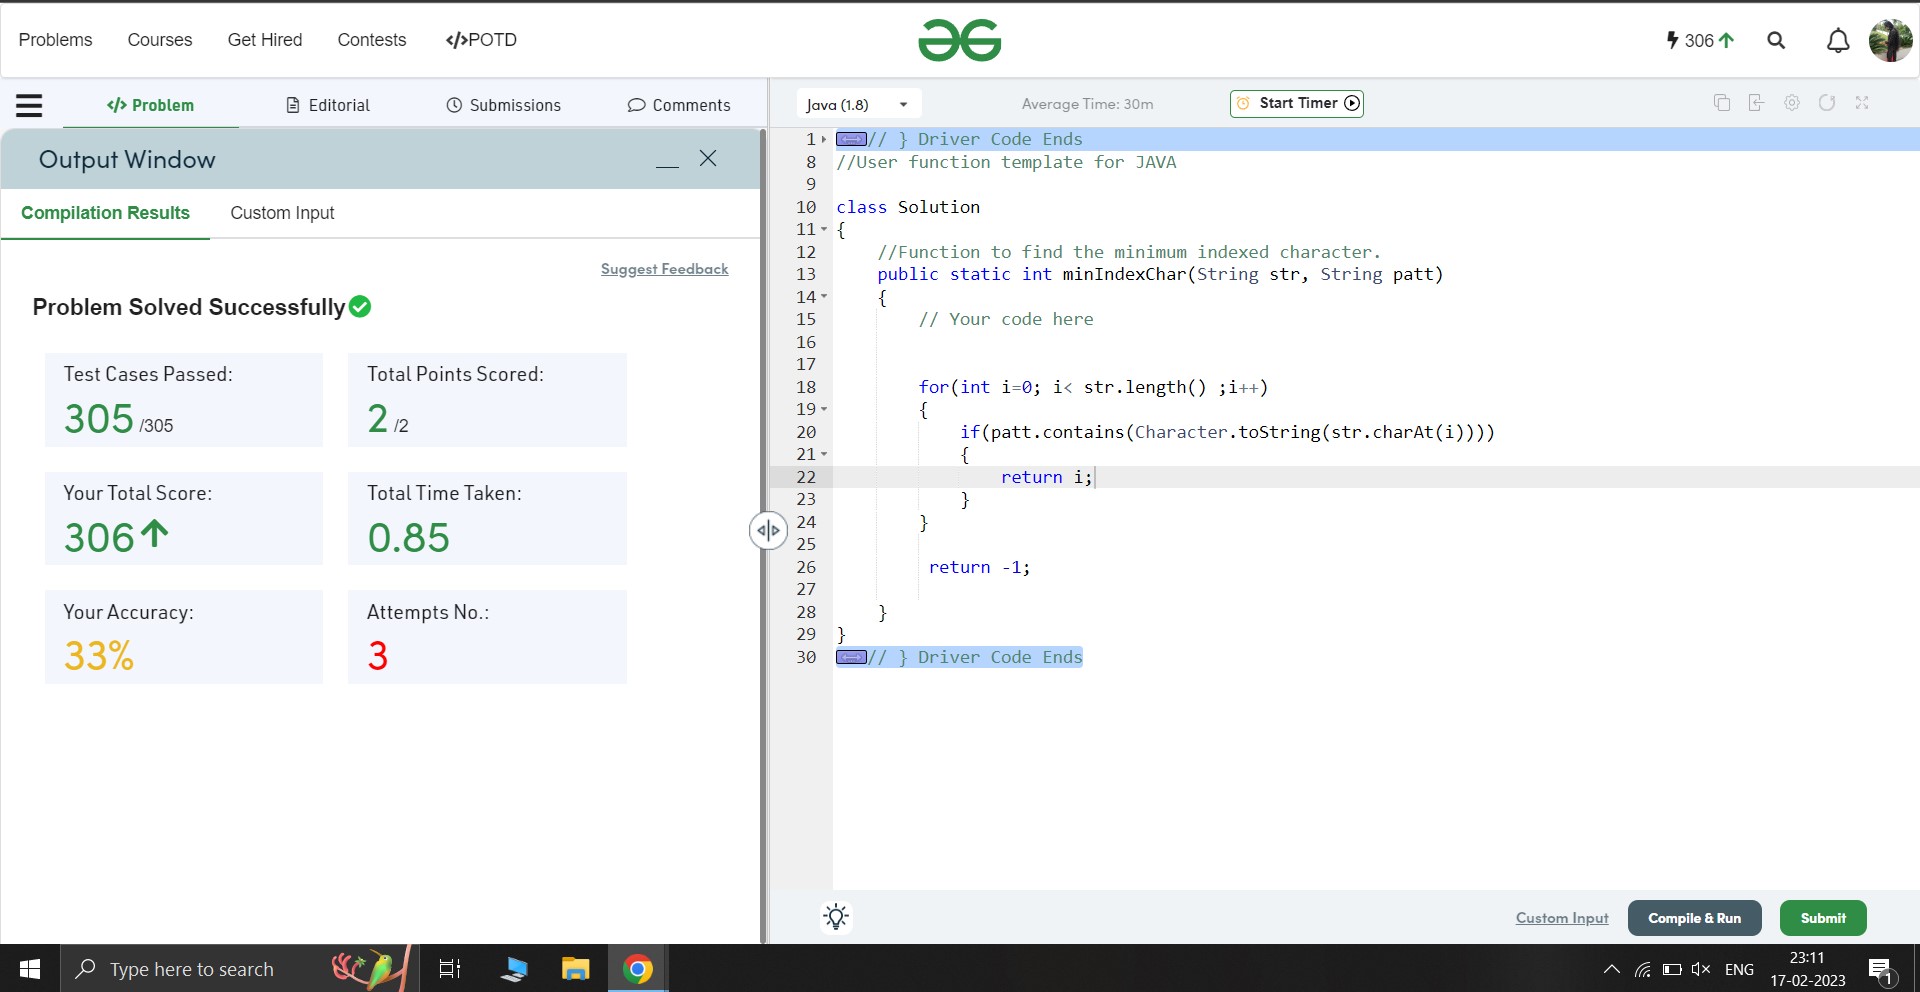 Problems Courses Get Hired Contests </>POTD 306
</> Problem Editorial Submissions Comments
Java (1.8) Average Time: 30m Start Timer
Output Window
Compilation Results Custom Input
Suggest Feedback
Problem Solved Successfully
Test Cases Passed:
305 /305
Total Points Scored:
2 /2
Your Total Score:
306
Total Time Taken:
0.85
Your Accuracy:
33%
Attempts No.:
3
1 // } Driver Code Ends
8 //User function template for JAVA
9
10 class Solution
11 {
12 //Function to find the minimum indexed character.
13 public static int minIndexChar(String str, String patt)
14 {
15 // Your code here
16
17
18 for(int i=0; i< str.length() ;i++)
19 {
20 if(patt.contains(Character.toString(str.charAt(i))))
21 {
22 return i;
23 }
24 }
25
26 return -1;
27
28 }
29 }
30 // } Driver Code Ends
Custom Input Compile & Run Submit
Type here to search
ENG
23:11
17-02-2023
1